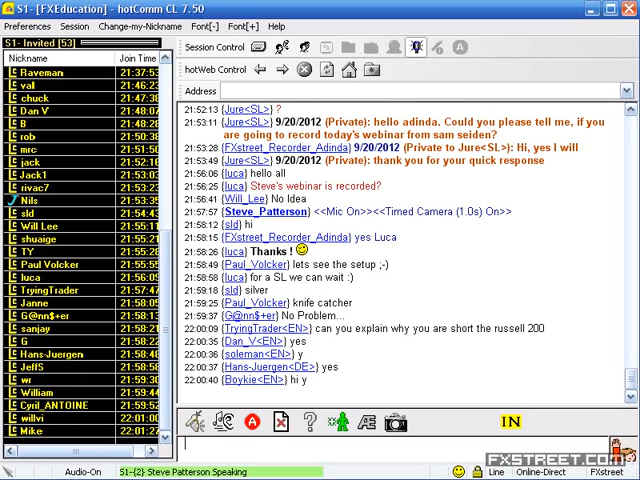 S1- [FXEducation] - hotComm CL 7.50
Preferences Session Change-my-Nickname Font[-] Font[+] Help
S1- Invited [53]
Nickname Join Time
Raveman 21:37:53
val 21:46:23
chuck 21:47:38
Dan V 21:48:07
B 21:48:28
rob 21:50:30
mrc 21:51:50
jack 21:52:16
Jack1 21:53:23
rivac7 21:53:29
Nils 21:53:35
sld 21:54:43
Will Lee 21:55:11
shuaige 21:55:21
TY 21:55:28
Paul Volcker 21:55:28
luca 21:56:09
TryingTrader 21:57:47
Janne 21:58:05
G@nn$+er 21:58:13
sanjay 21:58:31
G 21:58:22
Hans-Juergen 21:58:48
JeffS 21:58:49
wr 21:59:30
William 21:59:32
Cyril_ANTOINE 21:59:52
willvi 22:01:00
Mike 22:01:27
Session Control
hotWeb Control
Address
21:52:13 {Jure<SL>} ?
21:53:11 {Jure<SL>} 9/20/2012 (Private): hello adinda. Could you please tell me, if you
are going to record today's webinar from sam seiden?
21:53:28 {FXstreet_Recorder_Adinda} 9/20/2012 (Private to Jure<SL>): Hi, yes I will
21:53:49 {Jure<SL>} 9/20/2012 (Private): thank you for your quick response
21:56:06 {luca} hello all
21:56:25 {luca} Steve's webinar is recorded?
21:56:41 {Will_Lee} No Idea
21:57:57 {Steve_Patterson} <<Mic On>><<Timed Camera (1.0s) On>>
21:58:12 {sld} hi
21:58:15 {FXstreet_Recorder_Adinda} yes Luca
21:58:26 {luca} Thanks !
21:58:49 {Paul_Volcker} lets see the setup ;-)
21:58:58 {luca} for a SL we can wait :)
21:59:18 {sld} silver
21:59:25 {Paul_Volcker} knife catcher
21:59:37 {G@nn$+er} No Problem...
22:00:09 {TryingTrader<EN>} can you explain why you are short the russell 200
22:00:35 {Dan_V<EN>} yes
22:00:36 {soleman<EN>} y
22:00:37 {Hans-Juergen<DE>} yes
22:00:40 {Boykie<EN>} hi y
IN
Audio-On S1-{2} Steve Patterson Speaking Line Online-Direct FXstreet
FXSTREET.COM